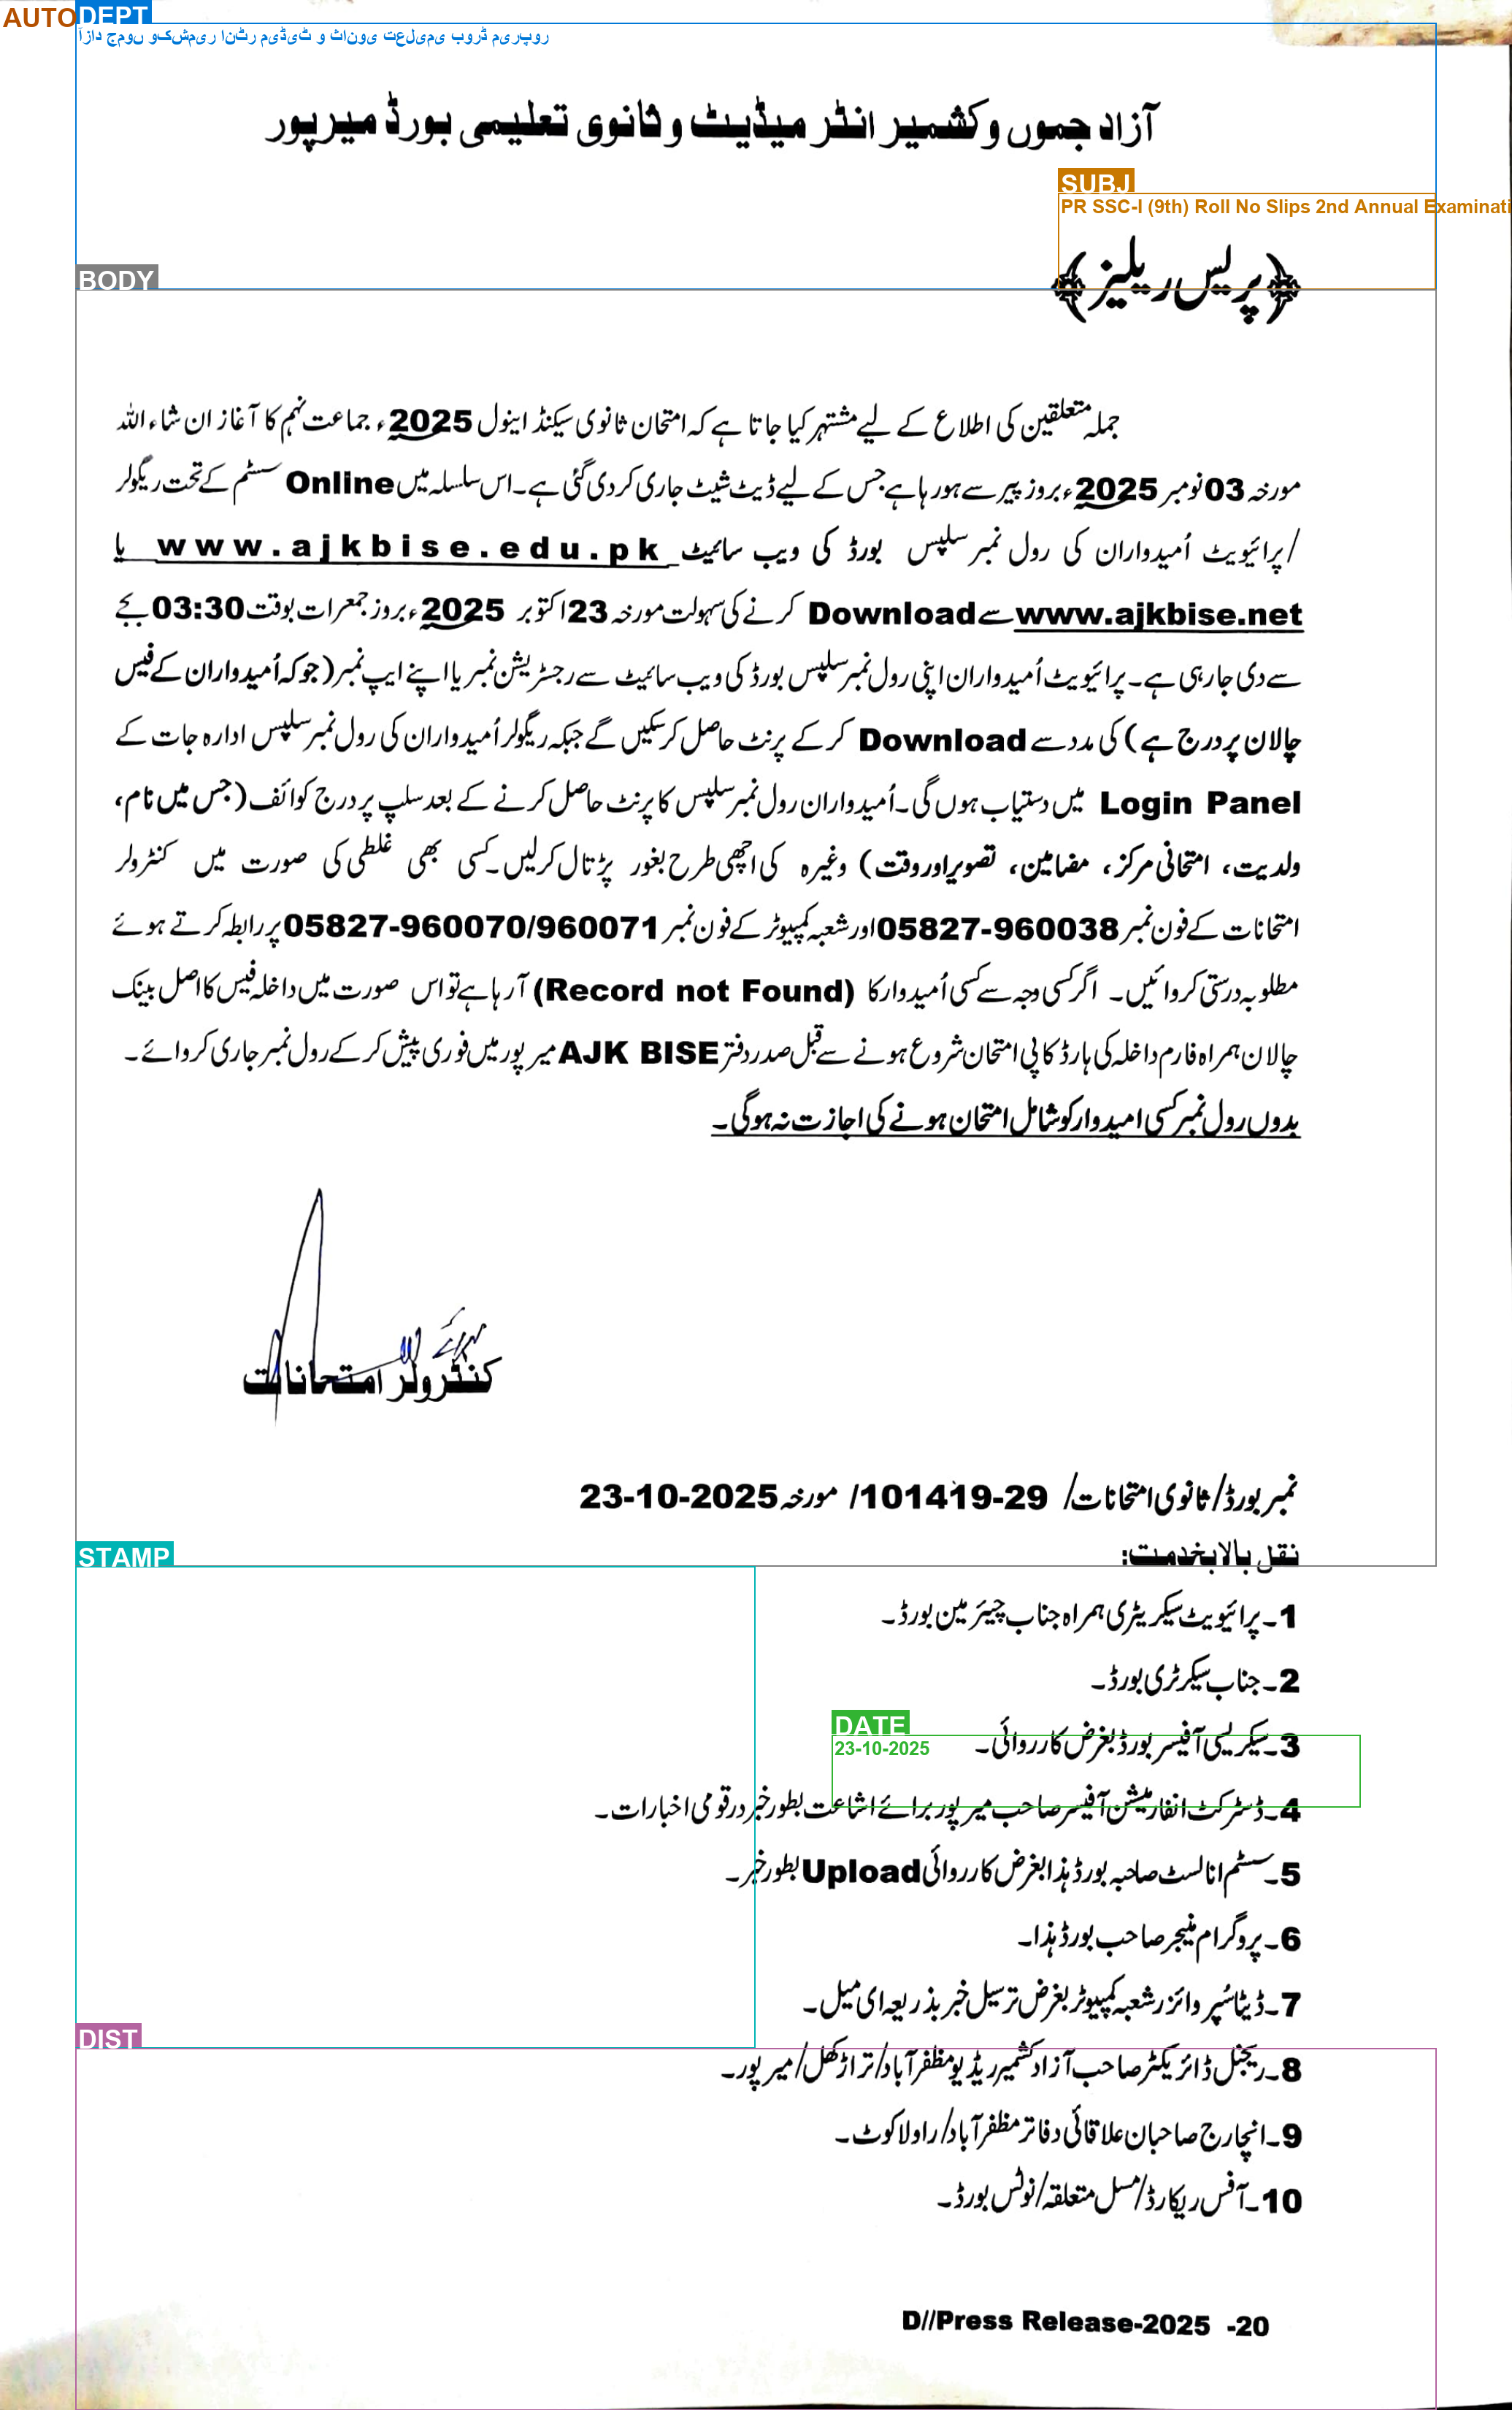 AUTO
DEPT
آزاد جموں وکشمیر انٹر میڈیٹ و ثانوی تعلیمی بورڈ میرپور
آزاد جموں وکشمیر انٹر میڈیٹ و ثانوی تعلیمی بورڈ میرپور
SUBJ
PR SSC-I (9th) Roll No Slips 2nd Annual Examinati
BODY
﴿پریس ریلیز﴾
جملہ متعلقین کی اطلاع کے لیے مشتہر کیا جاتا ہے کہ امتحان ثانوی سیکنڈ اینول 2025ء جماعت نہم کا آغاز ان شاء اللہ
مورخہ 03 نومبر 2025ء بروز پیر سے ہو رہا ہے جس کے لیے ڈیٹ شیٹ جاری کردی گئی ہے۔ اس سلسلہ میں Online سسٹم کے تحت ریگولر
/پرائیویٹ اُمیدواران کی رول نمبر سلپس بورڈ کی ویب سائیٹ www.ajkbise.edu.pk یا
www.ajkbise.net سے Download کرنے کی سہولت مورخہ 23 اکتوبر 2025ء بروز جمعرات بوقت 03:30 بجے
سے دی جارہی ہے۔ پرائیویٹ اُمیدواران اپنی رول نمبر سلپس بورڈ کی ویب سائیٹ سے رجسٹریشن نمبر یا اپنے ایپ نمبر (جو کہ اُمیدواران کے فیس
چالان پر درج ہے) کی مدد سے Download کر کے پرنٹ حاصل کر سکیں گے جبکہ ریگولر اُمیدواران کی رول نمبر سلپس ادارہ جات کے
Login Panel میں دستیاب ہوں گی۔ اُمیدواران رول نمبر سلپس کا پرنٹ حاصل کرنے کے بعد سلپ پر درج کوائف (جس میں نام،
ولدیت، امتحانی مرکز، مضامین، تصویر اور وقت) وغیرہ کی اچھی طرح بغور پڑتال کرلیں۔ کسی بھی غلطی کی صورت میں کنٹرولر
امتحانات کے فون نمبر 05827-960038 اور شعبہ کمپیوٹر کے فون نمبر 05827-960070/960071 پر رابطہ کرتے ہوئے
مطلوبہ درستی کروائیں۔ اگر کسی وجہ سے کسی اُمیدوار کا (Record not Found) آرہا ہے تو اس صورت میں داخلہ فیس کا اصل بینک
چالان ہمراہ فارم داخلہ کی ہارڈ کاپی امتحان شروع ہونے سے قبل صدر دفتر AJK BISE میرپور میں فوری پیش کر کے رول نمبر جاری کروائے۔
بدوں رول نمبر کسی امیدوار کو شامل امتحان ہونے کی اجازت نہ ہوگی۔
کنٹرولر امتحانات
نمبر بورڈ/ثانوی امتحانات/ 101419-29/ مورخہ 23-10-2025
نقل بالا بخدمت:
STAMP
1۔ پرائیویٹ سیکریٹری ہمراہ جناب چیئرمین بورڈ۔
2۔ جناب سیکرٹری بورڈ۔
DATE
3۔ سیکریسی آفیسر بورڈ بغرض کارروائی۔
23-10-2025
4۔ ڈسٹرکٹ انفارمیشن آفیسر صاحب میرپور برائے اشاعت بطور خبر در قومی اخبارات۔
5۔ سسٹم انالسٹ صاحبہ بورڈ ہذا بغرض کارروائی Upload بطور خبر۔
6۔ پروگرام منیجر صاحب بورڈ ہذا۔
7۔ ڈیٹا سُپر وائزر شعبہ کمپیوٹر بغرض ترسیل خبر بذریعہ ای میل۔
DIST
8۔ ریجنل ڈائریکٹر صاحب آزاد کشمیر ریڈیو مظفرآباد/تراڑکھل/میرپور۔
9۔ انچارج صاحبان علاقائی دفاتر مظفرآباد/راولاکوٹ۔
10۔ آفس ریکارڈ/مسل متعلقہ/نوٹس بورڈ۔
D//Press Release-2025 -20